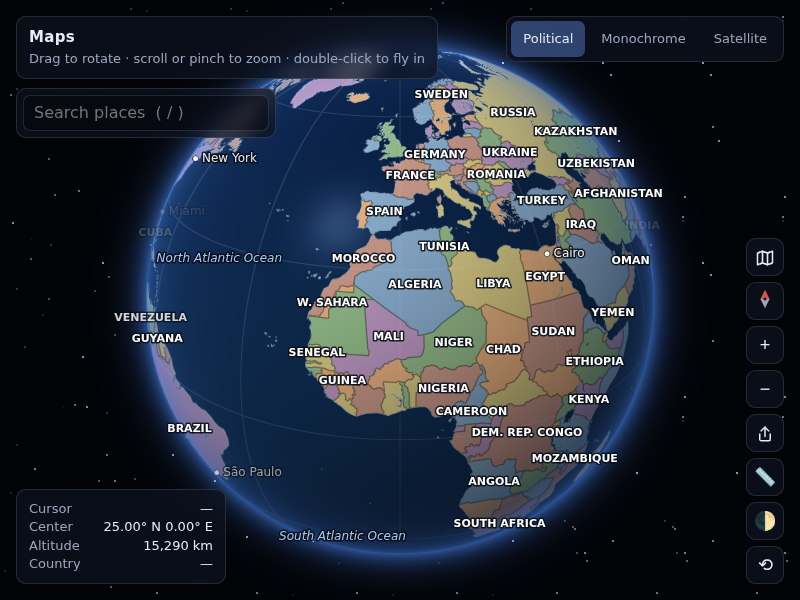 Maps
Drag to rotate · scroll or pinch to zoom · double-click to fly in
Political
Monochrome
Satellite
Search places ( / )
SWEDEN
RUSSIA
KAZAKHSTAN
GERMANY
UKRAINE
New York
UZBEKISTAN
FRANCE
ROMANIA
AFGHANISTAN
TURKEY
Miami
SPAIN
IRAQ
INDIA
CUBA
TUNISIA
Cairo
North Atlantic Ocean
MOROCCO
OMAN
EGYPT
ALGERIA
LIBYA
W. SAHARA
YEMEN
VENEZUELA
SUDAN
GUYANA
MALI
NIGER
CHAD
SENEGAL
ETHIOPIA
GUINEA
NIGERIA
KENYA
CAMEROON
BRAZIL
DEM. REP. CONGO
MOZAMBIQUE
São Paulo
ANGOLA
SOUTH AFRICA
South Atlantic Ocean
+
−
Cursor —
Center 25.00° N 0.00° E
Altitude 15,290 km
Country —